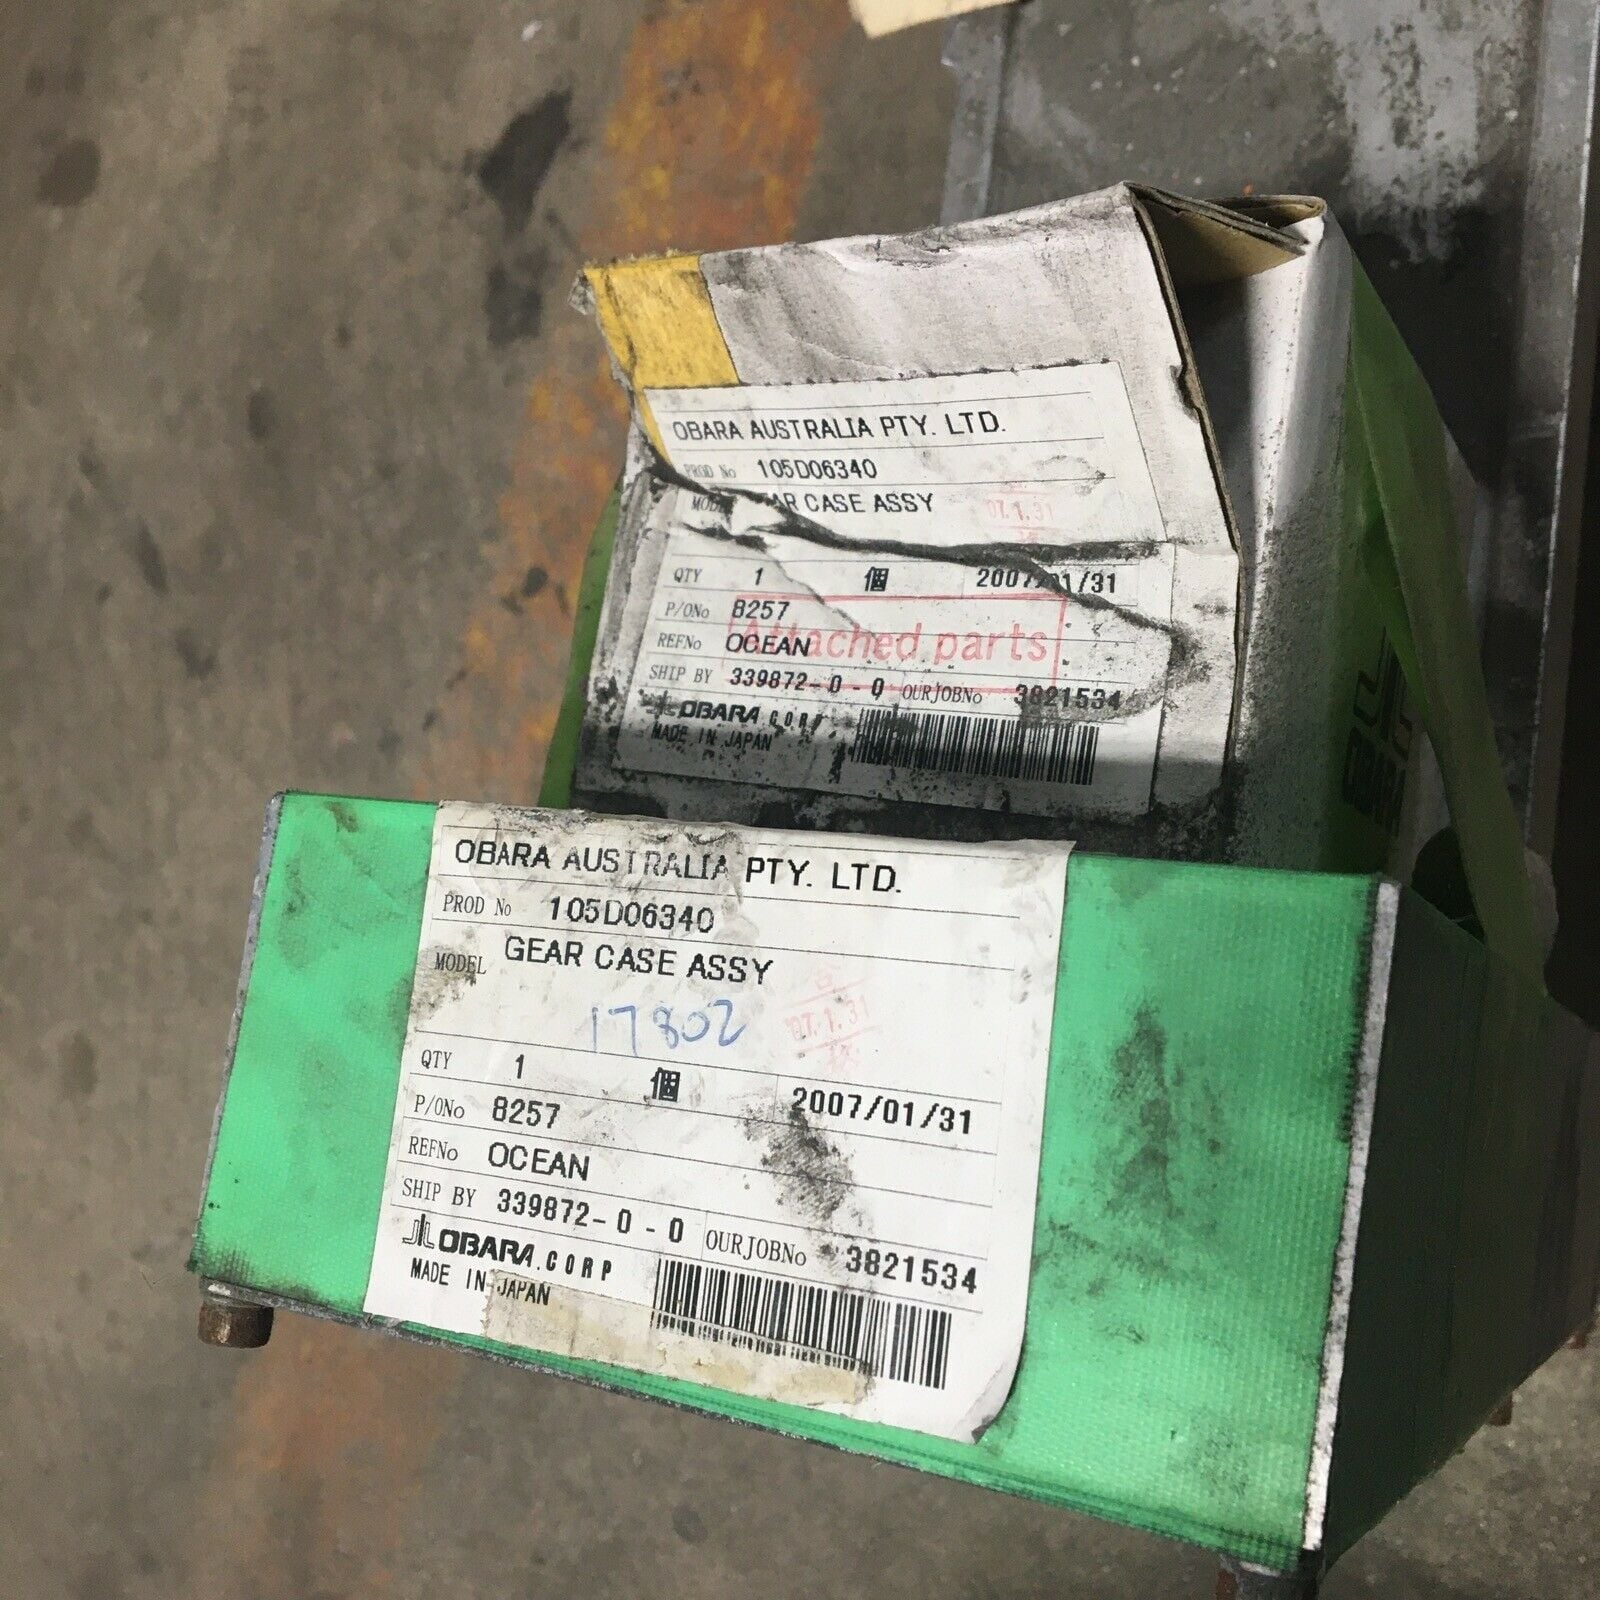 OBARA AUSTRALIA PTY. LTD.
PROD No 105D06340
MODEL GEAR CASE ASSY
07.1.31
QTY 1 個 2007/01/31
P/ONo 8257
Attached parts
REFNo OCEAN
SHIP BY 339872-0-0 OURJOBNo 3821534
OBARA CORP
MADE IN JAPAN
OBARA AUSTRALIA PTY. LTD.
PROD No 105D06340
MODEL GEAR CASE ASSY
17802
'07.1.31
QTY 1 個 2007/01/31
P/ONo 8257
REFNo OCEAN
SHIP BY 339872-0-0 OURJOBNo 3821534
OBARA.CORP
MADE IN JAPAN